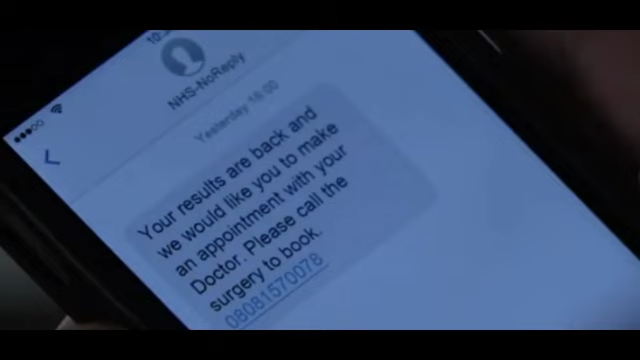 NHS-NoReply
Yesterday 16:00
Your results are back and
we would like you to make
an appointment with your
Doctor. Please call the
surgery to book.
08081570078